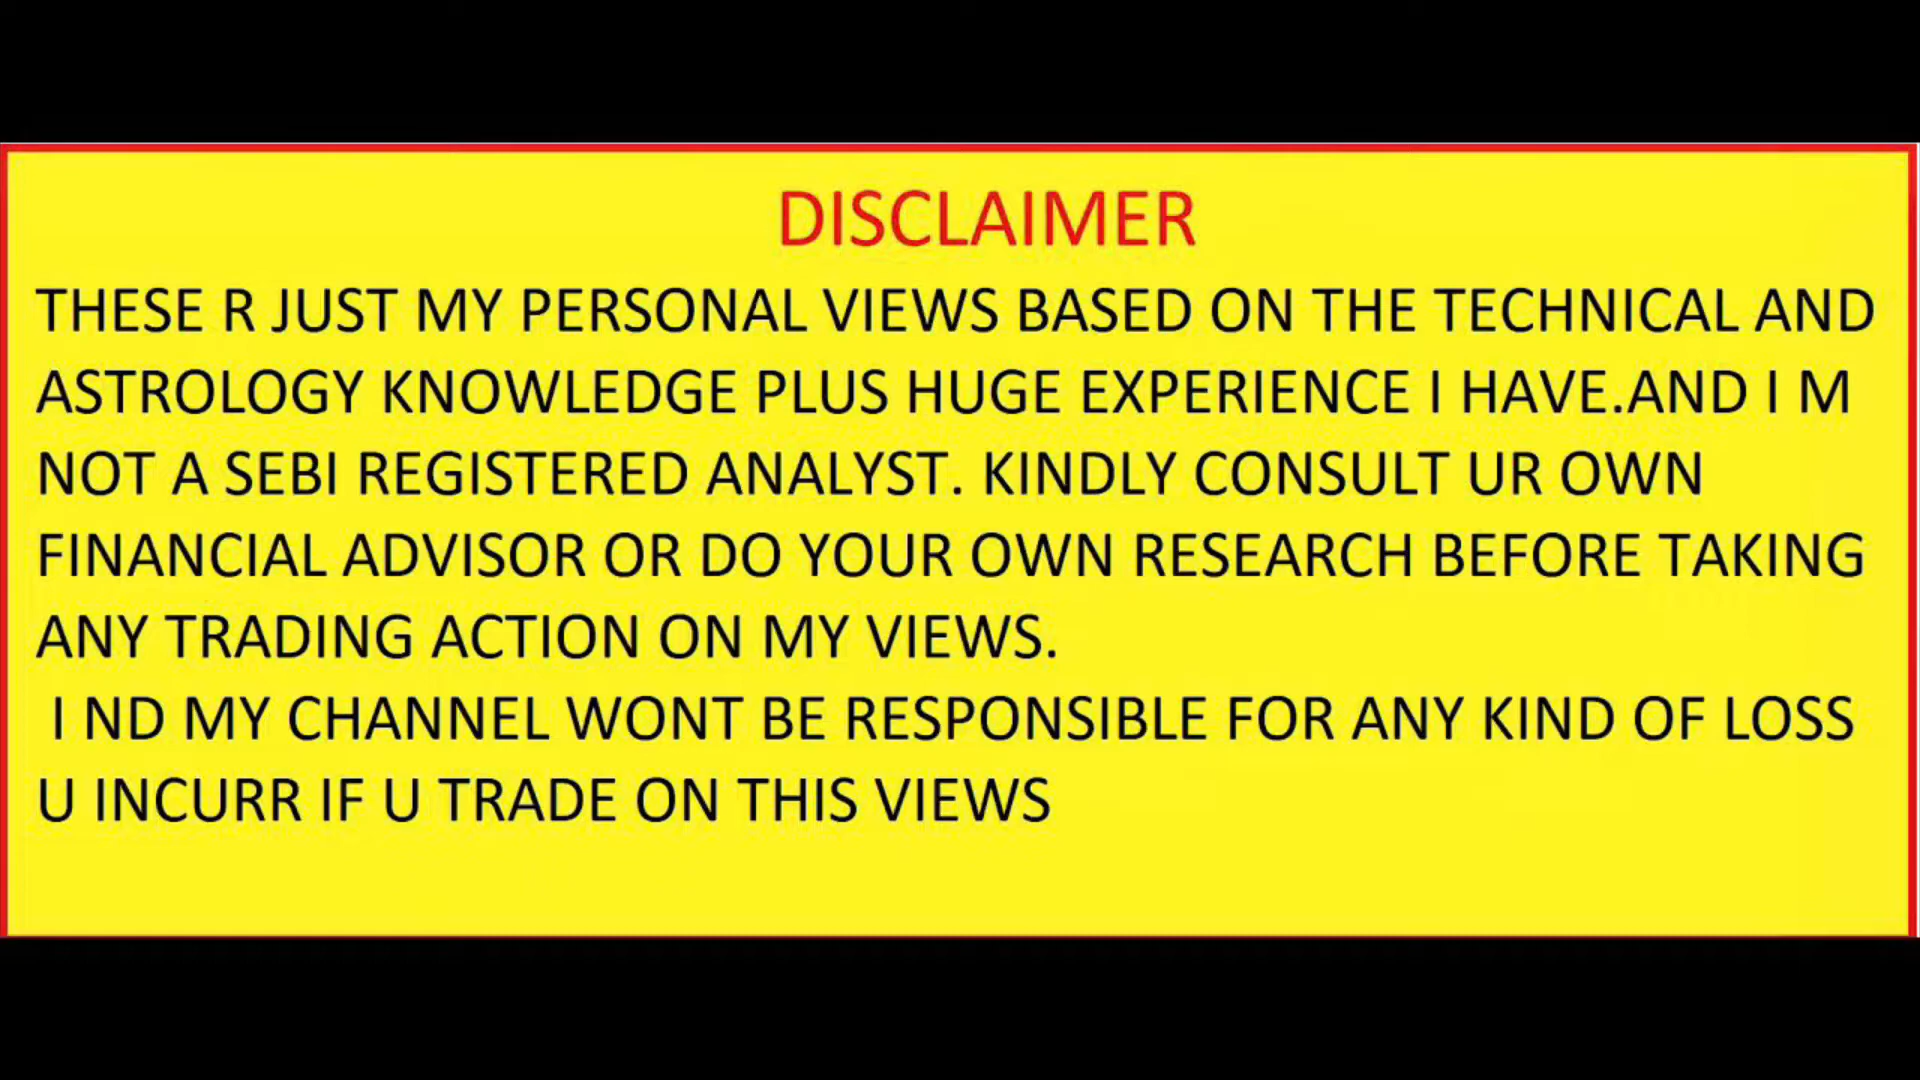 DISCLAIMER
THESE R JUST MY PERSONAL VIEWS BASED ON THE TECHNICAL AND
ASTROLOGY KNOWLEDGE PLUS HUGE EXPERIENCE I HAVE.AND I M
NOT A SEBI REGISTERED ANALYST. KINDLY CONSULT UR OWN
FINANCIAL ADVISOR OR DO YOUR OWN RESEARCH BEFORE TAKING
ANY TRADING ACTION ON MY VIEWS.
I ND MY CHANNEL WONT BE RESPONSIBLE FOR ANY KIND OF LOSS
U INCURR IF U TRADE ON THIS VIEWS